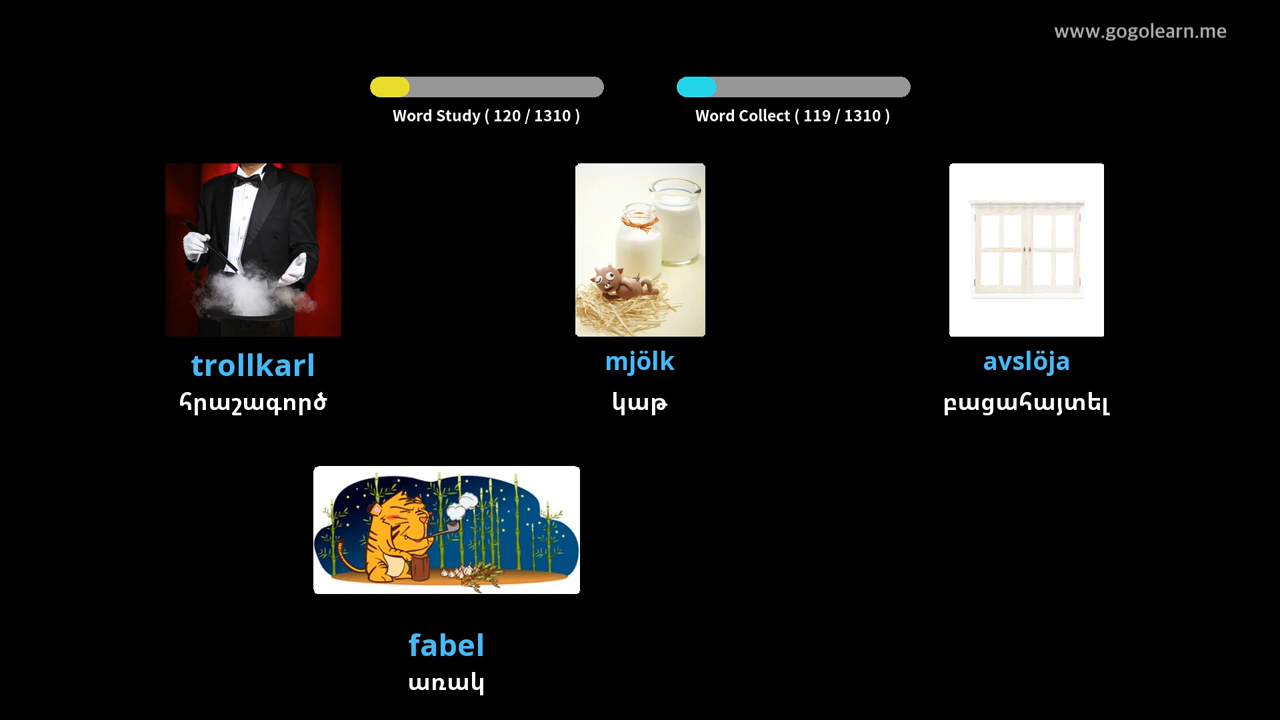 www.gogolearn.me
Word Study ( 120 / 1310 )
Word Collect ( 119 / 1310 )
trollkarl
հրաշագործ
mjölk
կաթ
avslöja
բացահայտել
fabel
առակ